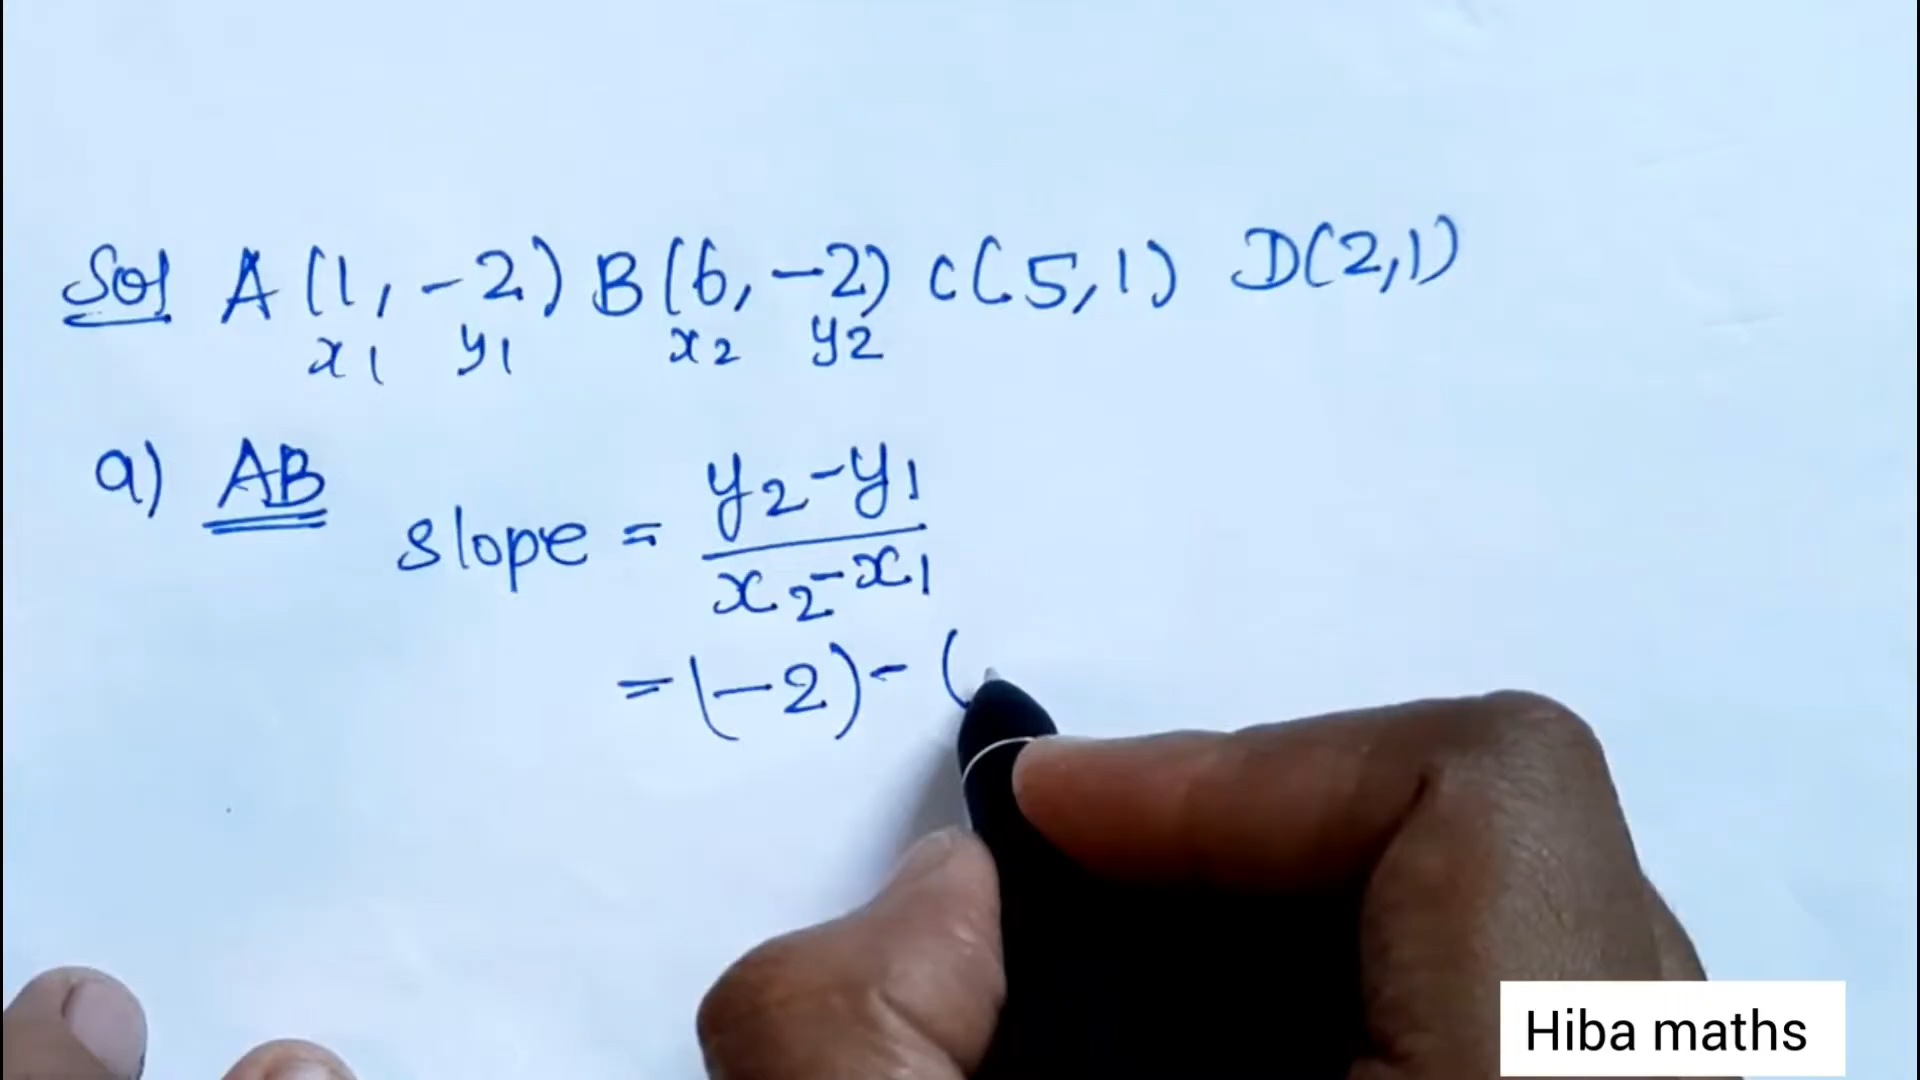 Sol A (1, -2) B (6, -2) C (5, 1) D (2, 1)
x1 y1 x2 y2
a) AB
slope = y2 - y1 / x2 - x1
= (-2) - (
Hiba maths